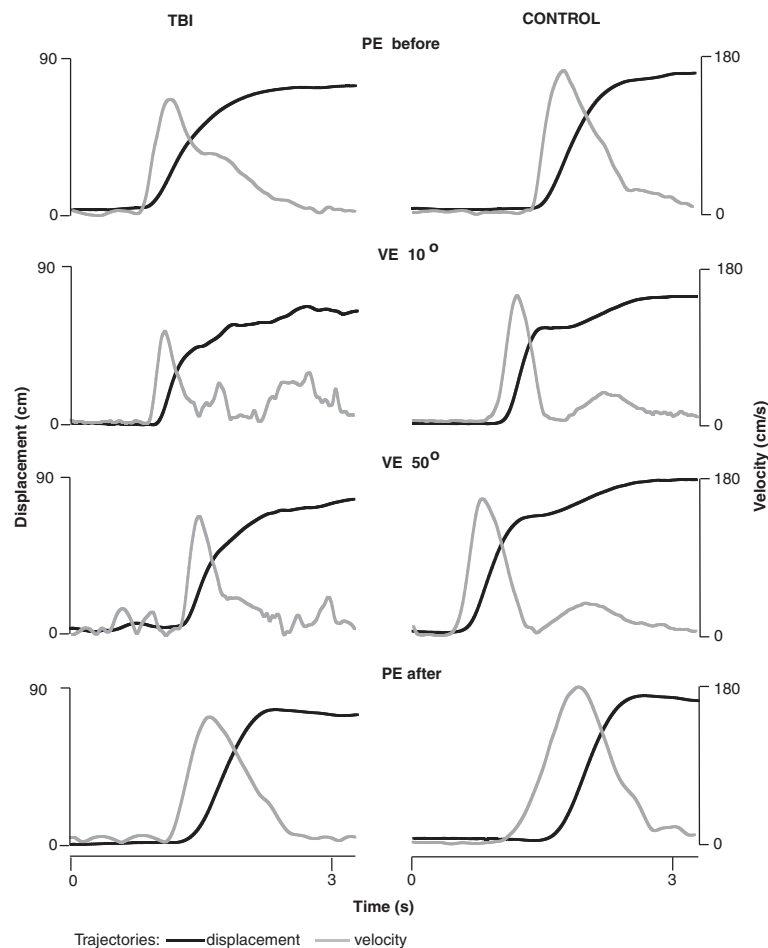 TBI CONTROL
PE before
90 180
0 0
VE 10 o
90 180
0 0
VE 50o
90 180
0 0
PE after
90 180
0 0
Displacement (cm)
Velocity (cm/s)
0 3 0 3
Time (s)
Trajectories: displacement velocity